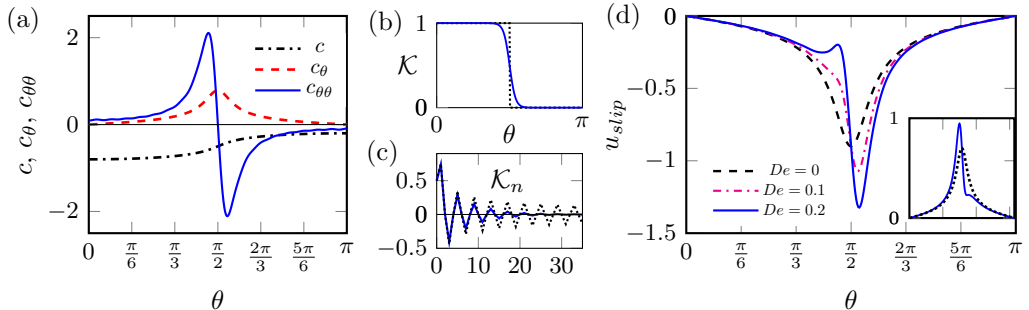 (a)
2
0
−2
c, c_θ, c_θθ
c
c_θ
c_θθ
0 π/6 π/3 π/2 2π/3 5π/6 π
θ
(b)
1
𝒦
0
0 θ π
(c)
𝒦_n
0.5
0
−0.5
0 10 20 30
(d)
0
−0.5
−1
−1.5
u_slip
De = 0
De = 0.1
De = 0.2
1
0
0 π/6 π/3 π/2 2π/3 5π/6 π
θ